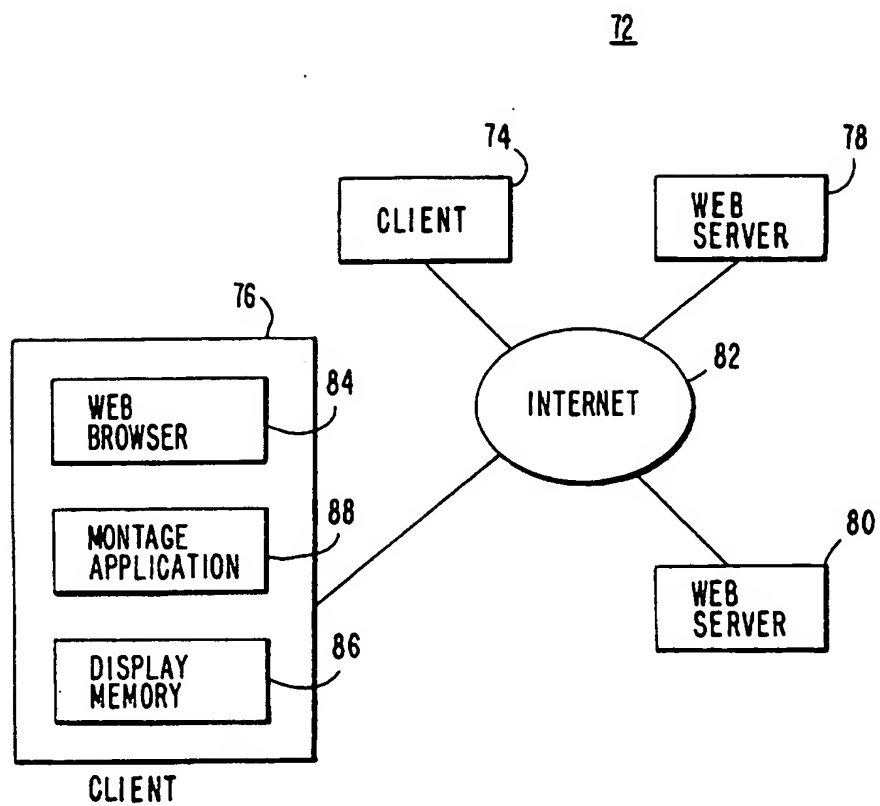 72
74
CLIENT
78
WEB
SERVER
76
82
INTERNET
84
WEB
BROWSER
88
MONTAGE
APPLICATION
86
DISPLAY
MEMORY
CLIENT
80
WEB
SERVER